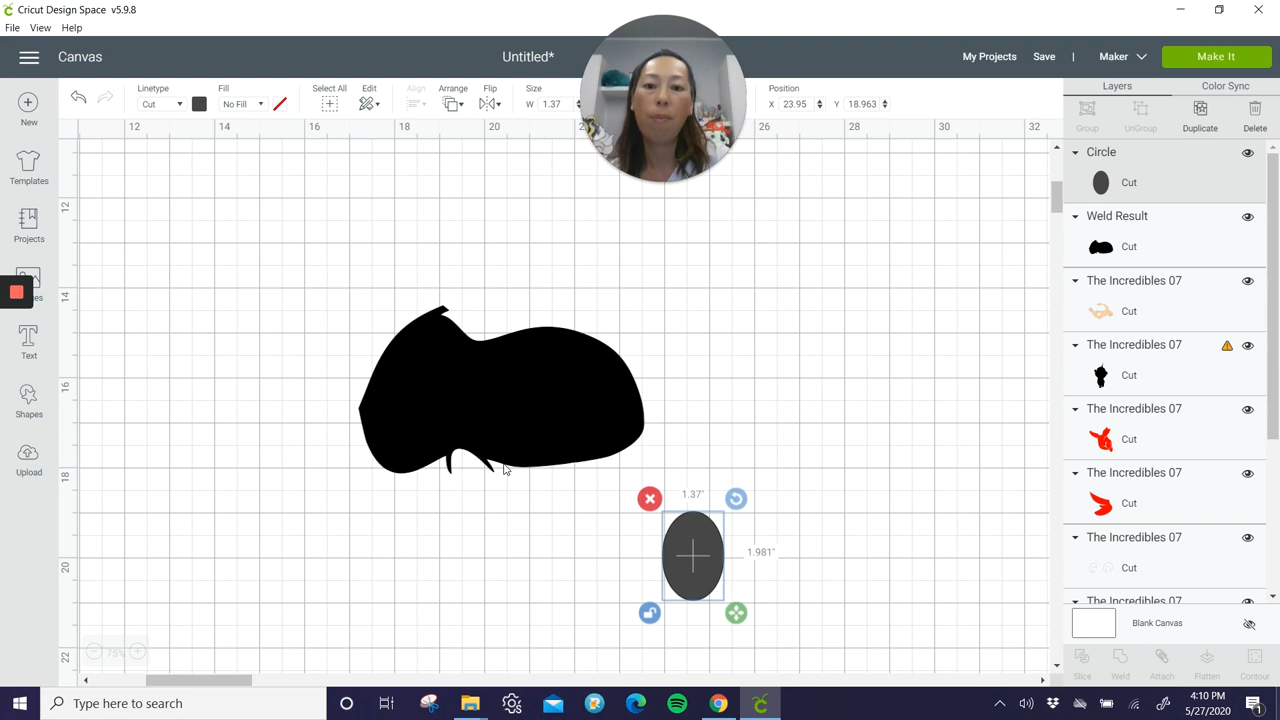 Cricut Design Space v5.9.8
File View Help
Canvas
Untitled*
My Projects Save | Maker Make It
Linetype
Fill
Select All
Edit
Align
Arrange
Flip
Size
Position
Cut
No Fill
W 1.37
X 23.95
Y 18.963
Layers
Color Sync
Group
UnGroup
Duplicate
Delete
12 14 16 18 20 26 28 30 32
New
Templates
Projects
Text
Shapes
Upload
12
14
16
18
20
22
1.37"
1.981"
75%
Circle
Cut
Weld Result
Cut
The Incredibles 07
Cut
The Incredibles 07
Cut
The Incredibles 07
Cut
The Incredibles 07
Cut
The Incredibles 07
Cut
The Incredibles 07
Blank Canvas
Slice
Weld
Attach
Flatten
Contour
Type here to search
4:10 PM
5/27/2020